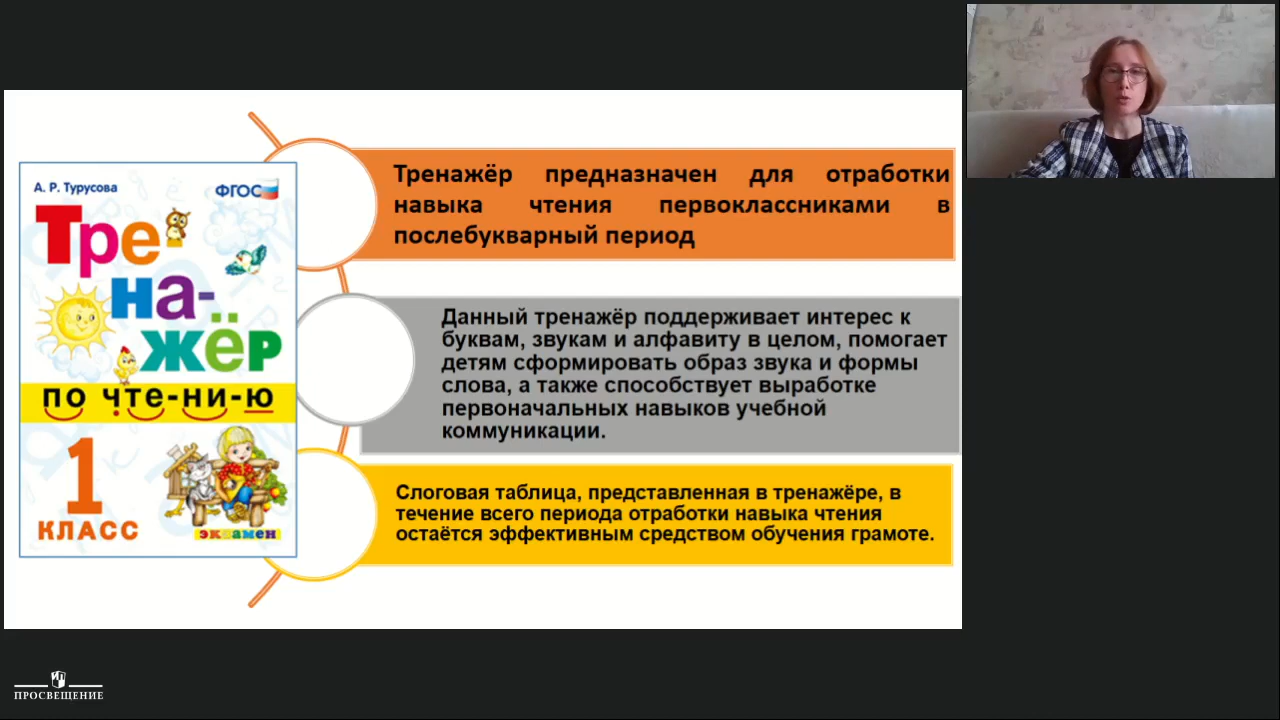 А. Р. Турусова
ФГОС
Тре-
на-
жёр
по чте-ни-ю
1
КЛАСС
экзамен
Тренажёр предназначен для отработки
навыка чтения первоклассниками в
послебукварный период
Данный тренажёр поддерживает интерес к
буквам, звукам и алфавиту в целом, помогает
детям сформировать образ звука и формы
слова, а также способствует выработке
первоначальных навыков учебной
коммуникации.
Слоговая таблица, представленная в тренажёре, в
течение всего периода отработки навыка чтения
остаётся эффективным средством обучения грамоте.
ПРОСВЕЩЕНИЕ